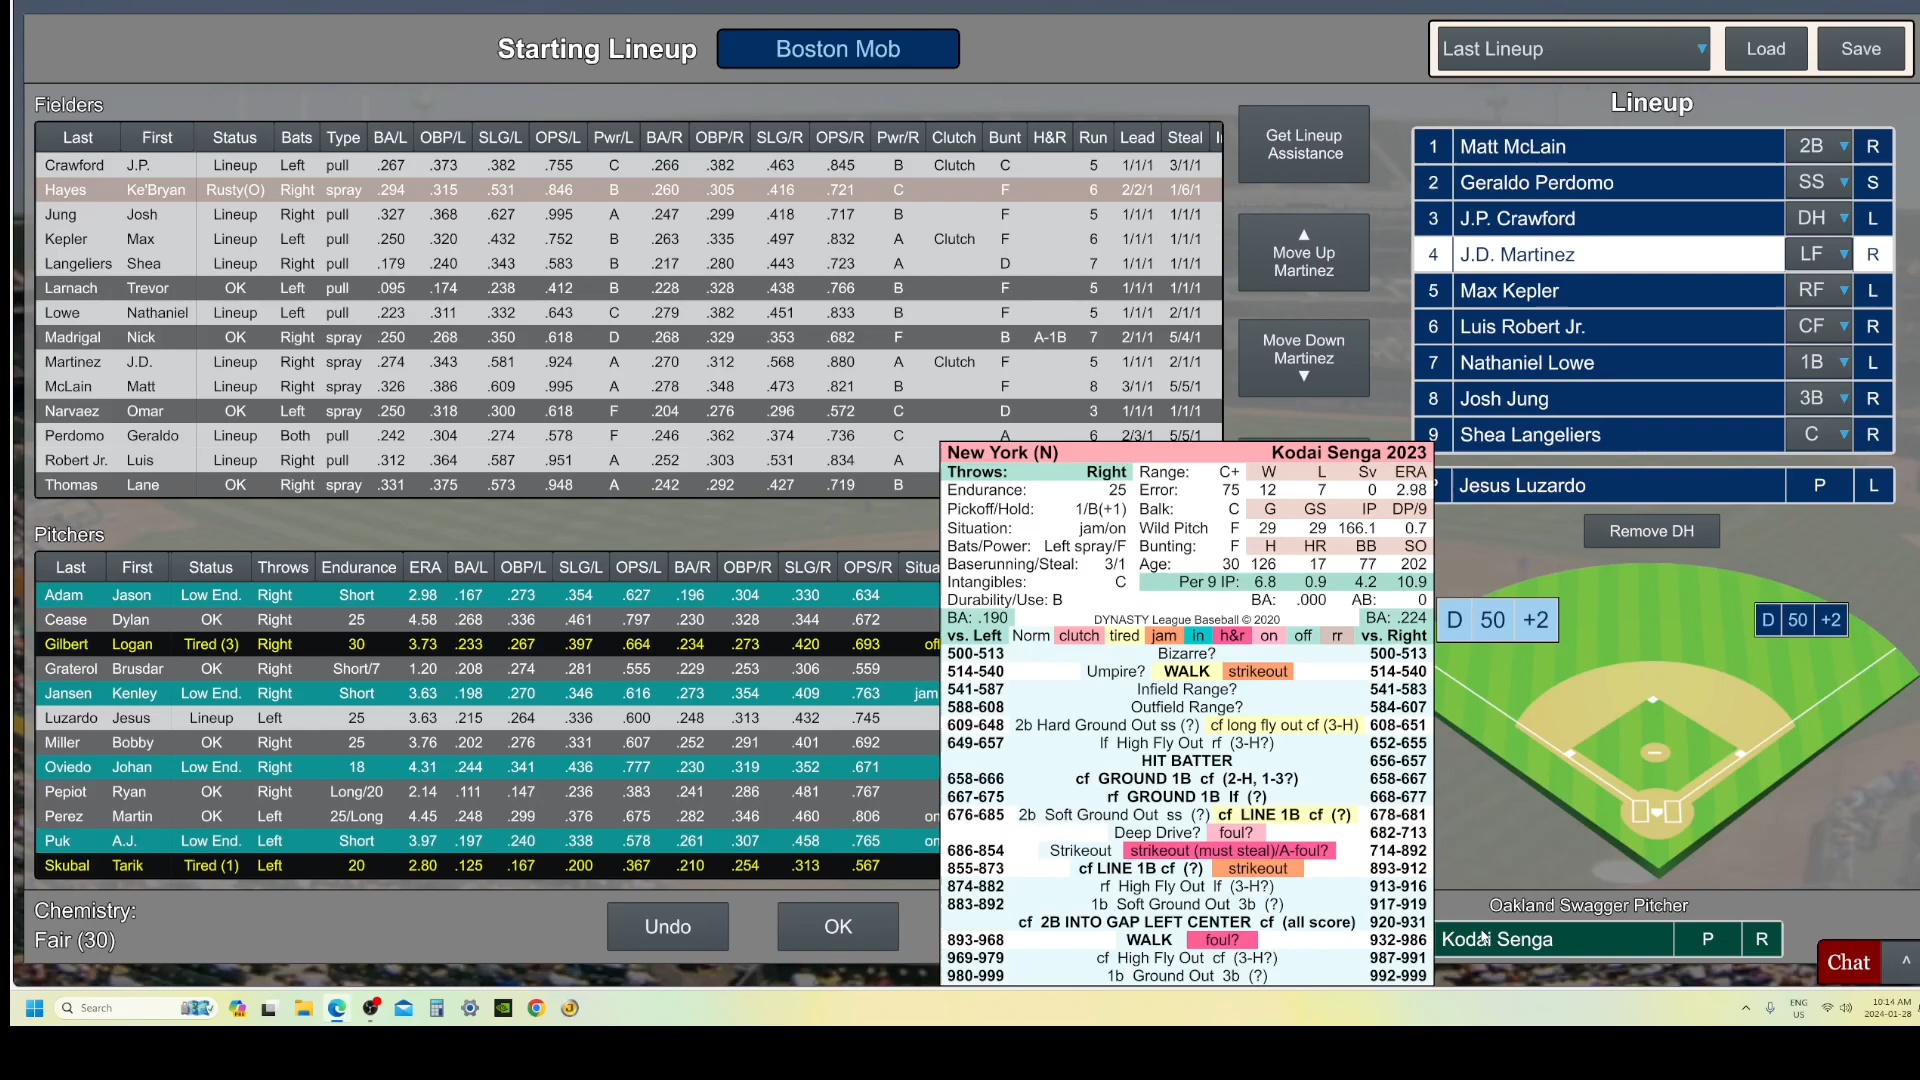 Starting Lineup Boston Mob
Last Lineup Load Save
Fielders
Last First Status Bats Type BA/L OBP/L SLG/L OPS/L Pwr/L BA/R OBP/R SLG/R OPS/R Pwr/R Clutch Bunt H&R Run Lead Steal
Crawford J.P. Lineup Left pull .267 .373 .382 .755 C .266 .382 .463 .845 B Clutch C 5 1/1/1 3/1/1
Hayes Ke'Bryan Rusty(O) Right spray .294 .315 .531 .846 B .260 .305 .416 .721 C F 6 2/2/1 1/6/1
Jung Josh Lineup Right pull .327 .368 .627 .995 A .247 .299 .418 .717 B F 5 1/1/1 1/1/1
Kepler Max Lineup Left pull .250 .320 .432 .752 B .263 .335 .497 .832 A Clutch F 6 1/1/1 1/1/1
Langeliers Shea Lineup Right pull .179 .240 .343 .583 B .217 .280 .443 .723 A D 7 1/1/1 1/1/1
Larnach Trevor OK Left pull .095 .174 .238 .412 B .228 .328 .438 .766 B F 5 1/1/1 1/1/1
Lowe Nathaniel Lineup Left pull .223 .311 .332 .643 C .279 .382 .451 .833 B F 5 1/1/1 2/1/1
Madrigal Nick OK Right spray .250 .268 .350 .618 D .268 .329 .353 .682 F B A-1B 7 2/1/1 5/4/1
Martinez J.D. Lineup Right pull .274 .343 .581 .924 A .270 .312 .568 .880 A Clutch F 5 1/1/1 2/1/1
McLain Matt Lineup Right spray .326 .386 .609 .995 A .278 .348 .473 .821 B F 8 3/1/1 5/5/1
Narvaez Omar OK Left spray .250 .318 .300 .618 F .204 .276 .296 .572 C D 3 1/1/1 1/1/1
Perdomo Geraldo Lineup Both pull .242 .304 .274 .578 F .246 .362 .374 .736 C A 6 2/3/1 5/5/1
Robert Jr. Luis Lineup Right pull .312 .364 .587 .951 A .252 .303 .531 .834 A
Thomas Lane OK Right spray .331 .375 .573 .948 A .242 .292 .427 .719 B
Get Lineup
Assistance
Move Up
Martinez
Move Down
Martinez
Lineup
1 Matt McLain 2B R
2 Geraldo Perdomo SS S
3 J.P. Crawford DH L
4 J.D. Martinez LF R
5 Max Kepler RF L
6 Luis Robert Jr. CF R
7 Nathaniel Lowe 1B L
8 Josh Jung 3B R
9 Shea Langeliers C R
Jesus Luzardo P L
Remove DH
D 50 +2
D 50 +2
Pitchers
Last First Status Throws Endurance ERA BA/L OBP/L SLG/L OPS/L BA/R OBP/R SLG/R OPS/R Situa
Adam Jason Low End. Right Short 2.98 .167 .273 .354 .627 .196 .304 .330 .634
Cease Dylan OK Right 25 4.58 .268 .336 .461 .797 .230 .328 .344 .672
Gilbert Logan Tired (3) Right 30 3.73 .233 .267 .397 .664 .234 .273 .420 .693 off
Graterol Brusdar OK Right Short/7 1.20 .208 .274 .281 .555 .229 .253 .306 .559
Jansen Kenley Low End. Right Short 3.63 .198 .270 .346 .616 .273 .354 .409 .763 jam
Luzardo Jesus Lineup Left 25 3.63 .215 .264 .336 .600 .248 .313 .432 .745
Miller Bobby OK Right 25 3.76 .202 .276 .331 .607 .252 .291 .401 .692
Oviedo Johan Low End. Right 18 4.31 .244 .341 .436 .777 .230 .319 .352 .671
Pepiot Ryan OK Right Long/20 2.14 .111 .147 .236 .383 .241 .286 .481 .767
Perez Martin OK Left 25/Long 4.45 .248 .299 .376 .675 .282 .346 .460 .806 on
Puk A.J. Low End. Left Short 3.97 .197 .240 .338 .578 .261 .307 .458 .765 on
Skubal Tarik Tired (1) Left 20 2.80 .125 .167 .200 .367 .210 .254 .313 .567
Chemistry:
Fair (30)
Undo OK
New York (N) Kodai Senga 2023
Throws: Right Range: C+ W L Sv ERA
Endurance: 25 Error: 75 12 7 0 2.98
Pickoff/Hold: 1/B(+1) Balk: C G GS IP DP/9
Situation: jam/on Wild Pitch F 29 29 166.1 0.7
Bats/Power: Left spray/F Bunting: F H HR BB SO
Baserunning/Steal: 3/1 Age: 30 126 17 77 202
Intangibles: C Per 9 IP: 6.8 0.9 4.2 10.9
Durability/Use: B BA: .000 AB: 0
BA: .190 DYNASTY League Baseball © 2020 BA: .224
vs. Left Norm clutch tired jam in h&r on off rr vs. Right
500-513 Bizarre? 500-513
514-540 Umpire? WALK strikeout 514-540
541-587 Infield Range? 541-583
588-608 Outfield Range? 584-607
609-648 2b Hard Ground Out ss (?) cf long fly out cf (3-H) 608-651
649-657 lf High Fly Out rf (3-H?) 652-655
HIT BATTER 656-657
658-666 cf GROUND 1B cf (2-H, 1-3?) 658-667
667-675 rf GROUND 1B lf (?) 668-677
676-685 2b Soft Ground Out ss (?) cf LINE 1B cf (?) 678-681
Deep Drive? foul? 682-713
686-854 Strikeout strikeout (must steal)/A-foul? 714-892
855-873 cf LINE 1B cf (?) strikeout 893-912
874-882 rf High Fly Out lf (3-H?) 913-916
883-892 1b Soft Ground Out 3b (?) 917-919
cf 2B INTO GAP LEFT CENTER cf (all score) 920-931
893-968 WALK foul? 932-986
969-979 cf High Fly Out cf (3-H?) 987-991
980-999 1b Ground Out 3b (?) 992-999
Oakland Swagger Pitcher
Kodai Senga P R
Chat ^
Search
ENG
US
10:14 AM
2024-01-28